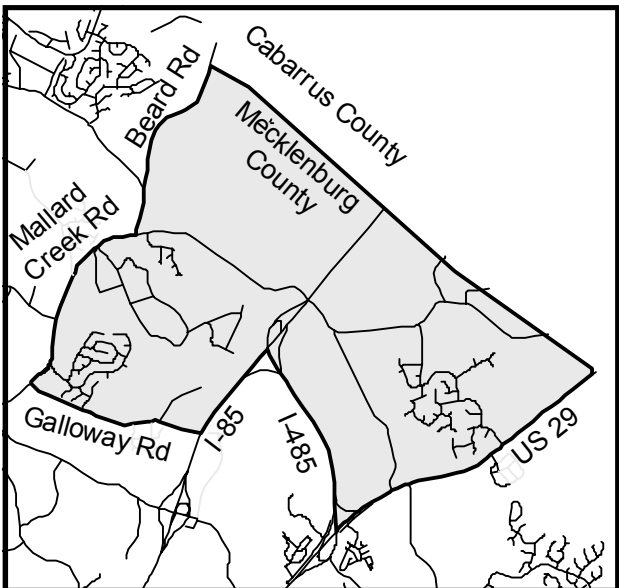 Cabarrus County
Beard Rd
Mecklenburg
County
Mallard
Creek Rd
Galloway Rd
I-85
I-485
US 29